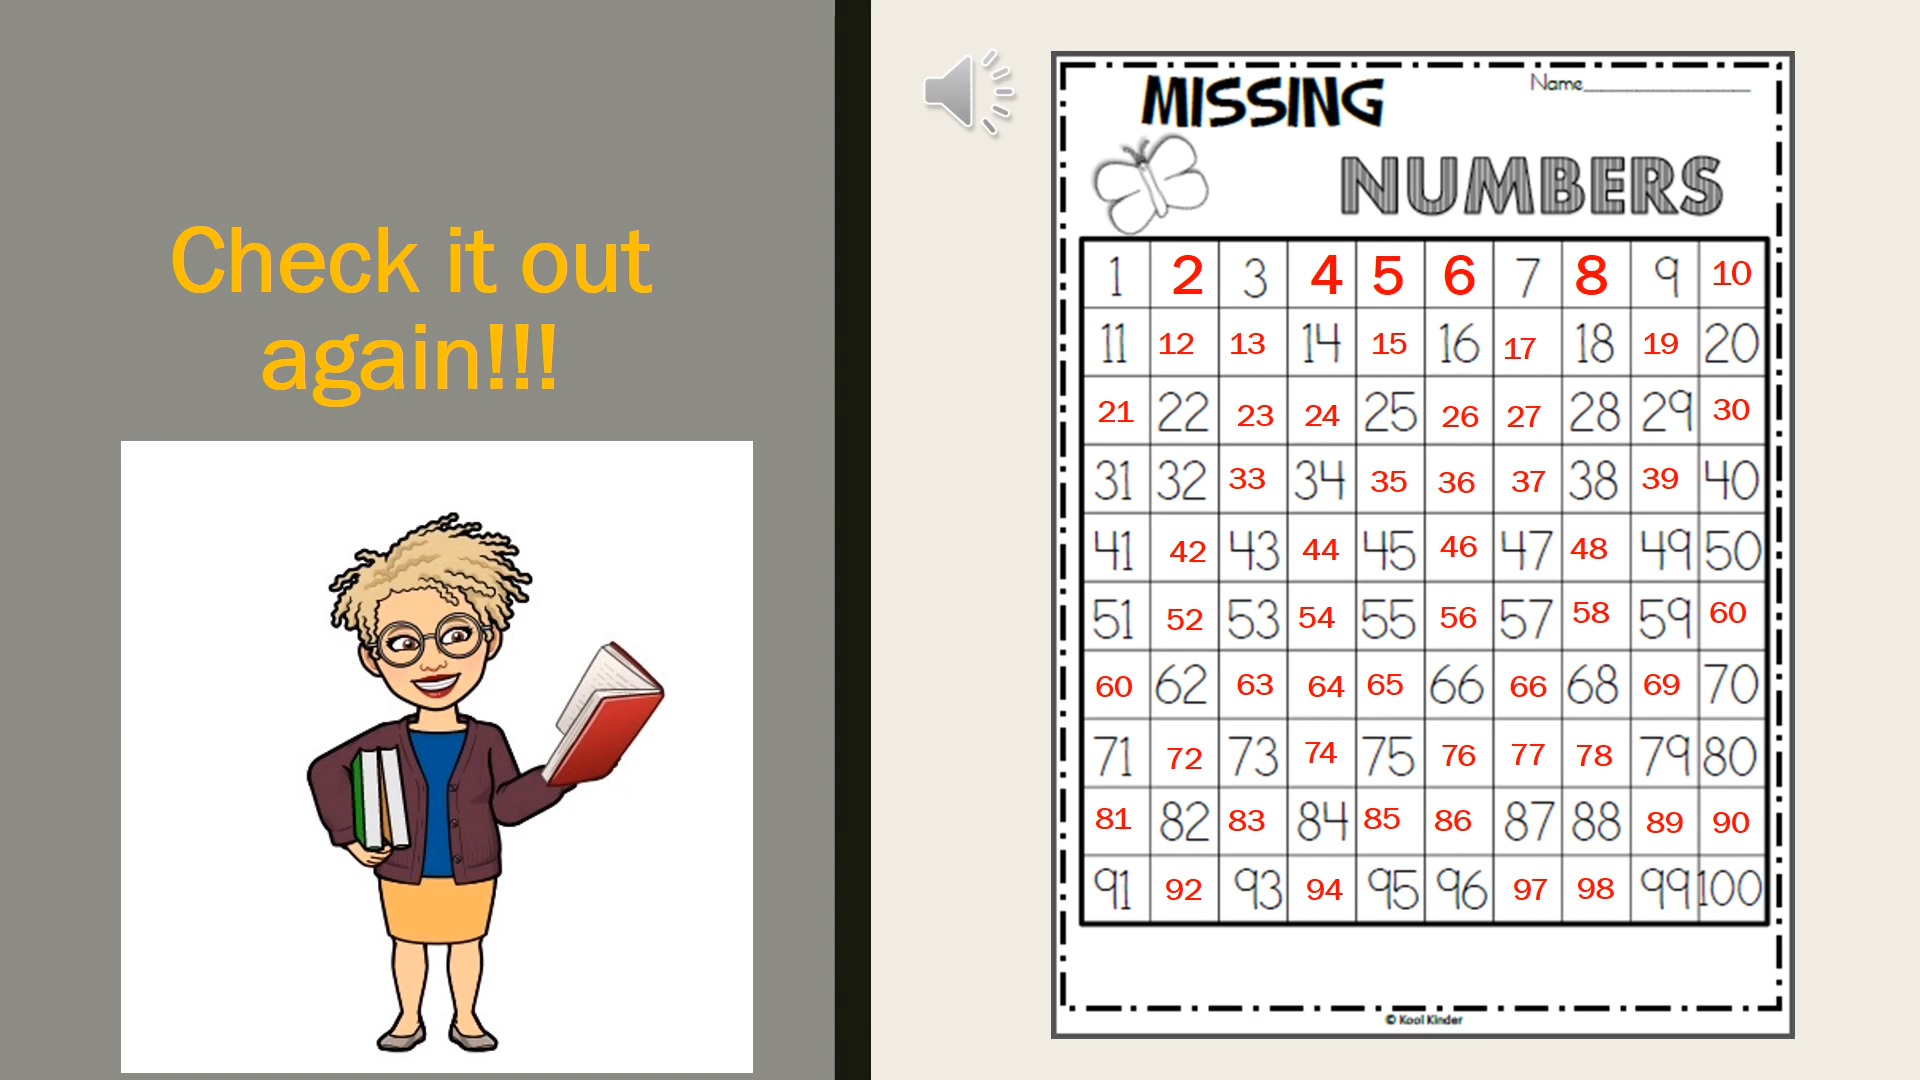 Check it out
again!!!
MISSING
Name
NUMBERS
1 2 3 4 5 6 7 8 9 10
11 12 13 14 15 16 17 18 19 20
21 22 23 24 25 26 27 28 29 30
31 32 33 34 35 36 37 38 39 40
41 42 43 44 45 46 47 48 49 50
51 52 53 54 55 56 57 58 59 60
60 62 63 64 65 66 66 68 69 70
71 72 73 74 75 76 77 78 79 80
81 82 83 84 85 86 87 88 89 90
91 92 93 94 95 96 97 98 99 100
© Kool Kinder